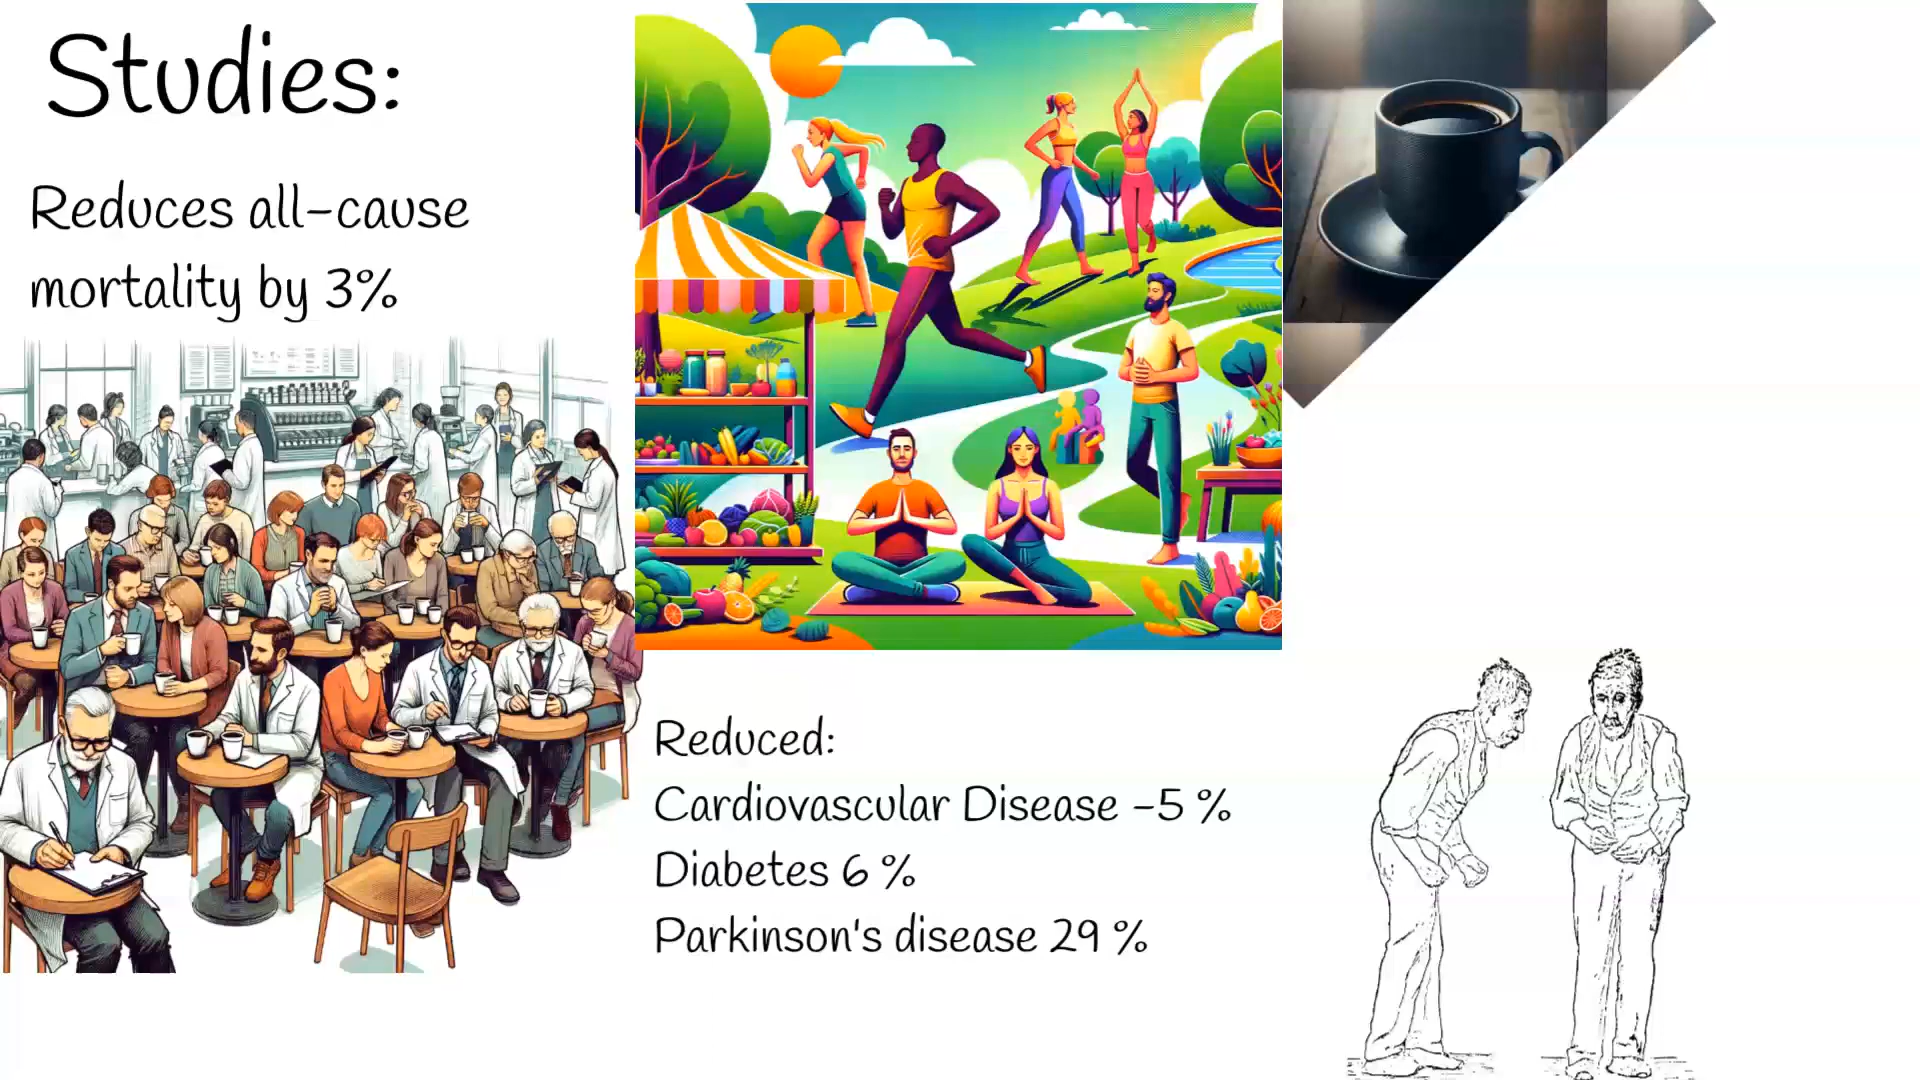 Studies:
Reduces all-cause
mortality by 3%
Reduced:
Cardiovascular Disease -5 %
Diabetes 6 %
Parkinson's disease 29 %